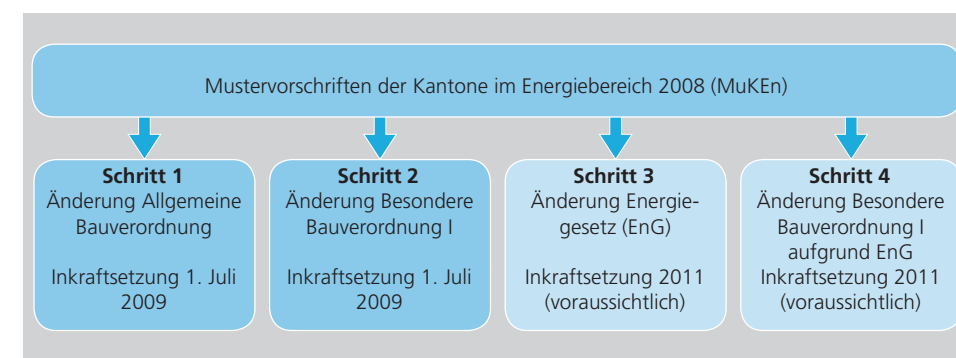 Mustervorschriften der Kantone im Energiebereich 2008 (MuKEn)
Schritt 1
Änderung Allgemeine
Bauverordnung
Inkraftsetzung 1. Juli
2009
Schritt 2
Änderung Besondere
Bauverordnung I
Inkraftsetzung 1. Juli
2009
Schritt 3
Änderung Energie-
gesetz (EnG)
Inkraftsetzung 2011
(voraussichtlich)
Schritt 4
Änderung Besondere
Bauverordnung I
aufgrund EnG
Inkraftsetzung 2011
(voraussichtlich)